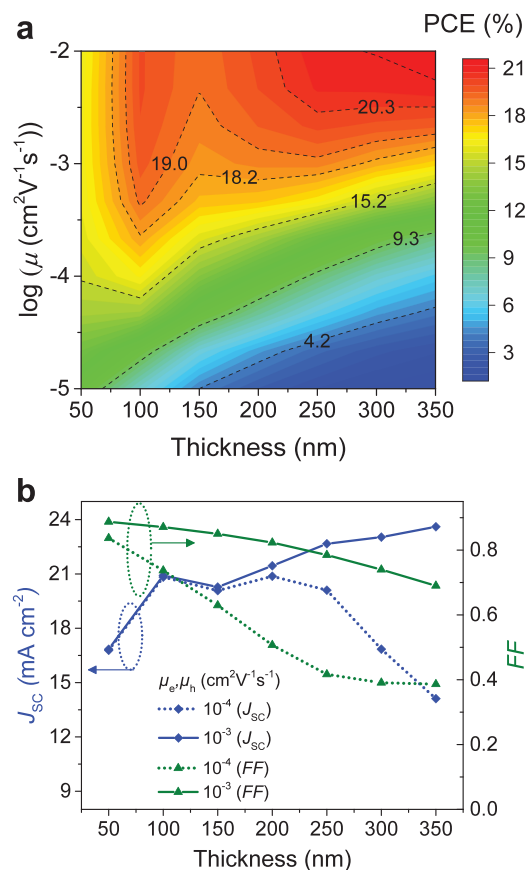 a
PCE (%)
-2
-3
-4
-5
log (μ (cm²V⁻¹s⁻¹))
19.0
20.3
18.2
15.2
9.3
4.2
50 100 150 200 250 300 350
Thickness (nm)
21
18
15
12
9
6
3
b
24
21
18
15
12
9
J_SC (mA cm⁻²)
0.8
0.6
0.4
0.2
0.0
FF
μ_e,μ_h (cm²V⁻¹s⁻¹)
10⁻⁴ (J_SC)
10⁻³ (J_SC)
10⁻⁴ (FF)
10⁻³ (FF)
50 100 150 200 250 300 350
Thickness (nm)